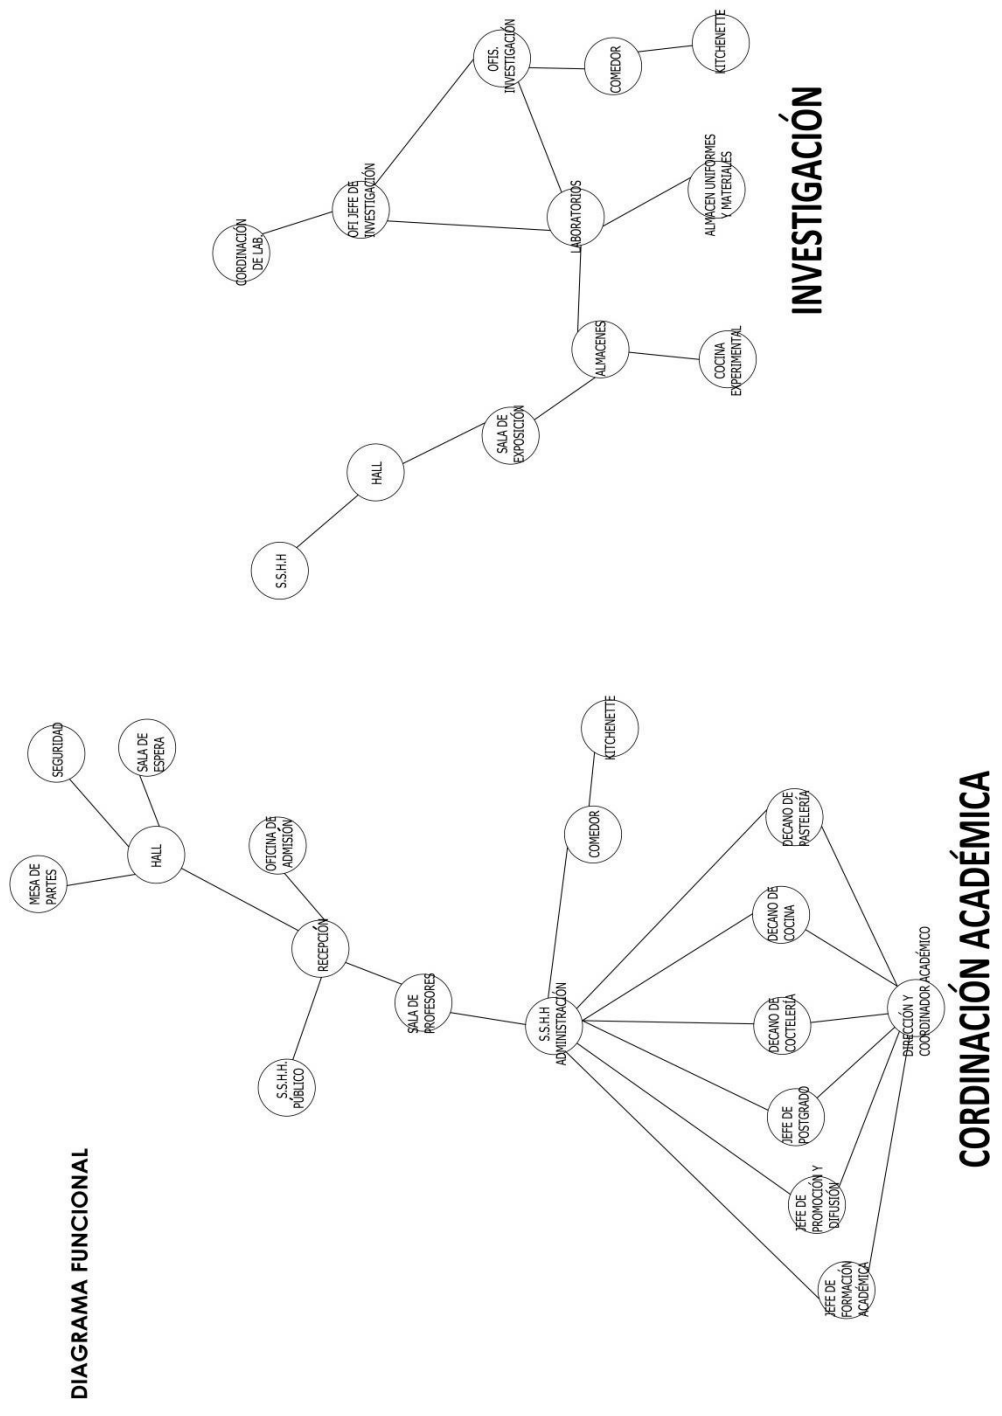 DIAGRAMA FUNCIONAL
MESA DE
PARTES
SEGURIDAD
HALL
SALA DE
ESPERA
S.S.H.H.
PÚBLICO
RECEPCIÓN
OFICINA DE
ADMISIÓN
SALA DE
PROFESORES
S.S.H.H
ADMINISTRACIÓN
COMEDOR
KITCHENETTE
JEFE DE
FORMACIÓN
ACADÉMICA
JEFE DE
PROMOCIÓN Y
DIFUSIÓN
JEFE DE
POSTGRADO
DECANO DE
COCTELERÍA
DECANO DE
COCINA
DECANO DE
PASTELERÍA
DIRECCIÓN Y
COORDINADOR ACADÉMICO
CORDINACIÓN ACADÉMICA
S.S.H.H
HALL
SALA DE
EXPOSICIÓN
ALMACENES
COCINA
EXPERIMENTAL
CORDINACIÓN
DE LAB.
OFI JEFE DE
INVESTIGACIÓN
LABORATORIOS
ALMACEN UNIFORMES
Y MATERIALES
OFIS.
INVESTIGACIÓN
COMEDOR
KITCHENETTE
INVESTIGACIÓN